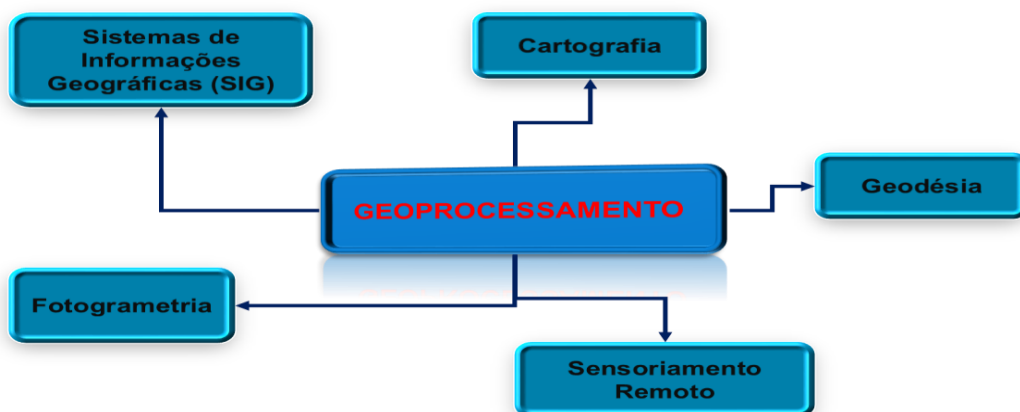 Sistemas de
Informações
Geográficas (SIG)
Cartografia
Geodésia
GEOPROCESSAMENTO
Fotogrametria
Sensoriamento
Remoto